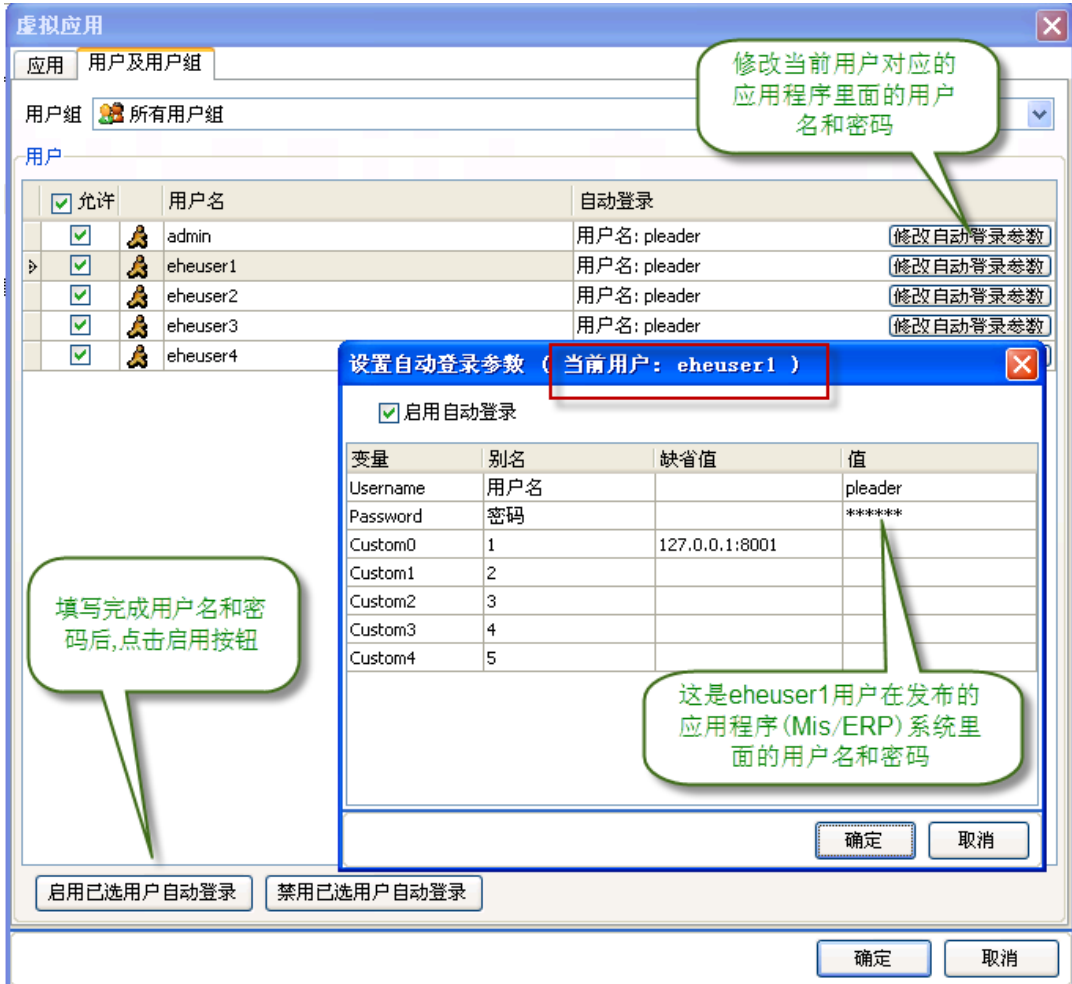 虚拟应用
应用 用户及用户组
修改当前用户对应的
应用程序里面的用户
名和密码
用户组 所有用户组
用户
允许 用户名 自动登录
admin 用户名: pleader 修改自动登录参数
eheuser1 用户名: pleader 修改自动登录参数
eheuser2 用户名: pleader 修改自动登录参数
eheuser3 用户名: pleader 修改自动登录参数
eheuser4
设置自动登录参数 ( 当前用户: eheuser1 )
启用自动登录
变量 别名 缺省值 值
Username 用户名 pleader
Password 密码 ******
Custom0 1 127.0.0.1:8001
Custom1 2
Custom2 3
Custom3 4
Custom4 5
填写完成用户名和密
码后,点击启用按钮
这是eheuser1用户在发布的
应用程序(Mis/ERP)系统里
面的用户名和密码
确定 取消
启用已选用户自动登录 禁用已选用户自动登录
确定 取消